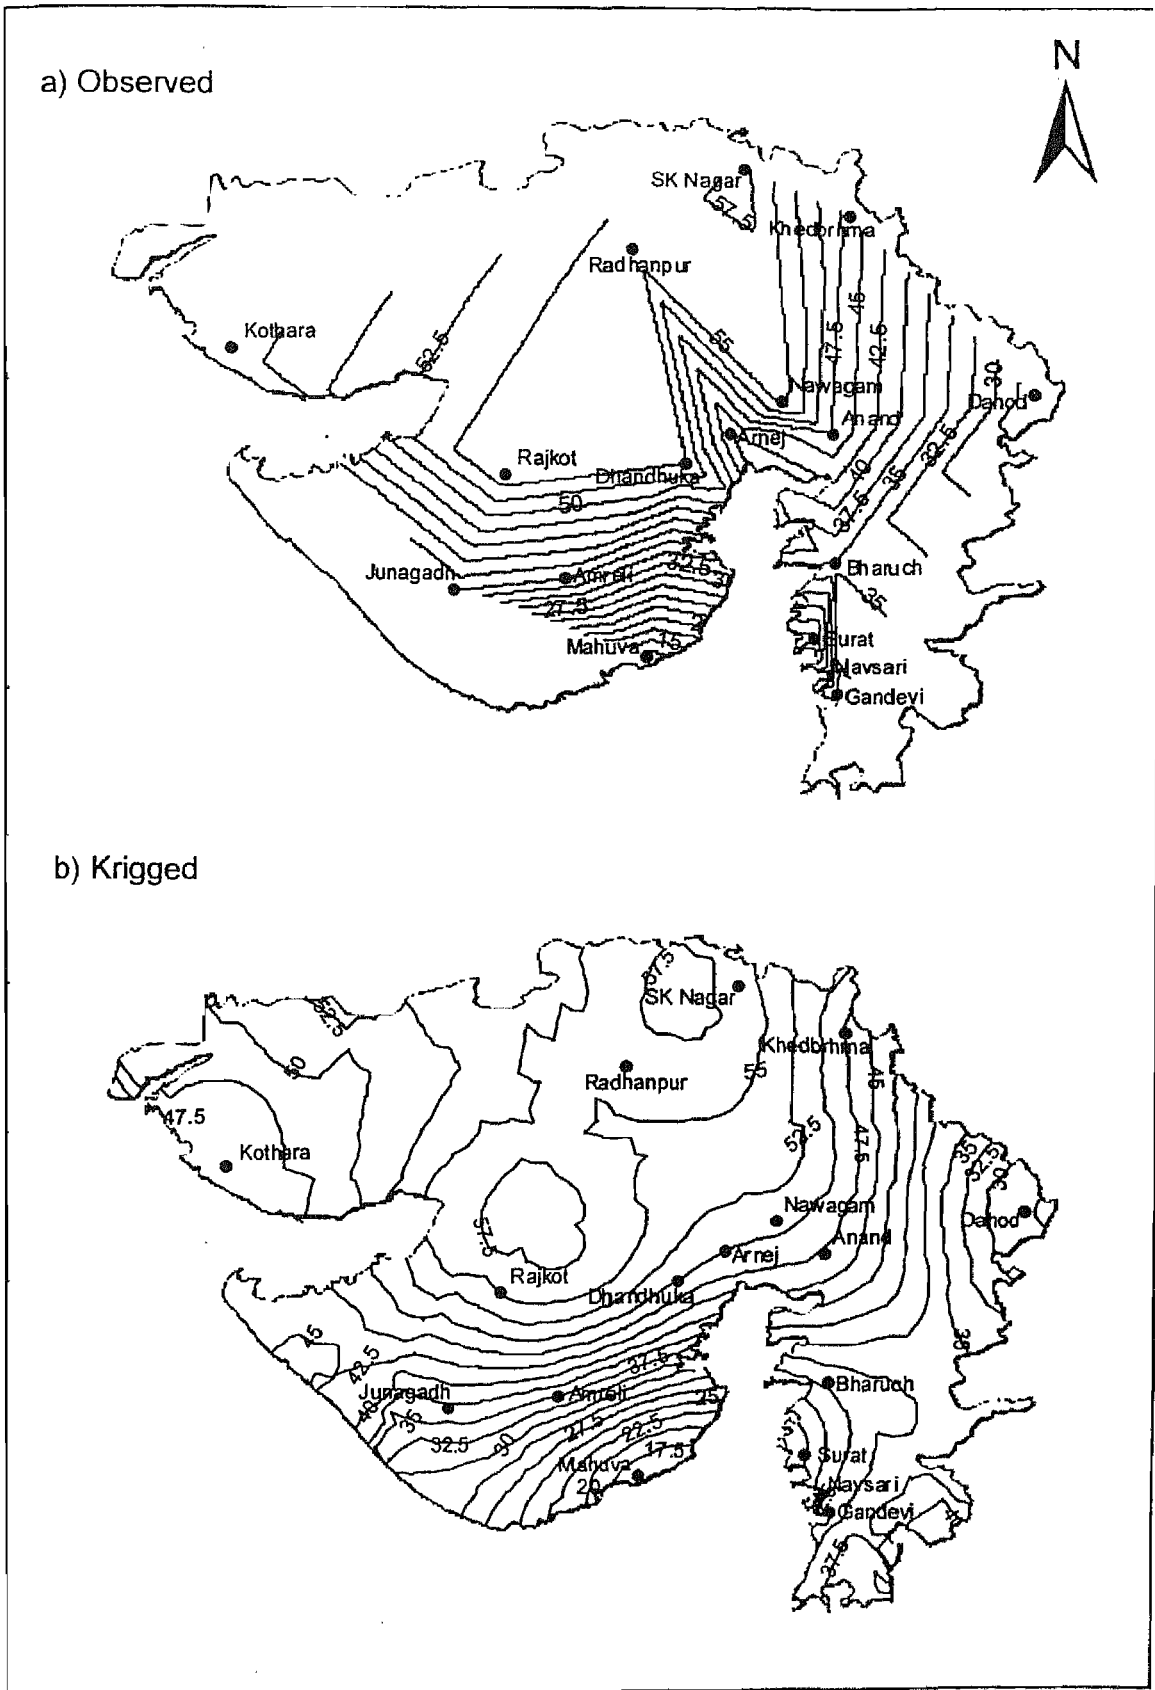 N
a) Observed
SK Nagar
57.5
Khedbrhma
Radhanpur
45
Kothara
52.5
55
47.5
42.5
30
Nawagam
Dahod
Anand
Arnej
32.5
Rajkot
Dhandhuka
40
35
50
37.5
Junagadh
Amreli
32.5
Bharuch
27.5
35
Mahuva
15
Surat
Navsari
Gandevi
b) Krigged
57.5
SK Nagar
52.5
Khedbrhma
50
Radhanpur
55
45
47.5
52.5
47.5
35
32.5
30
Kothara
Nawagam
Dahod
57.5
Arnej
Anand
Rajkot
Dhandhuka
45
42.5
37.5
Junagadh
Amreli
25
Bharuch
40
35
32.5
30
27.5
22.5
17.5
Mahuva
20
Surat
Navsari
Gandevi
37.5